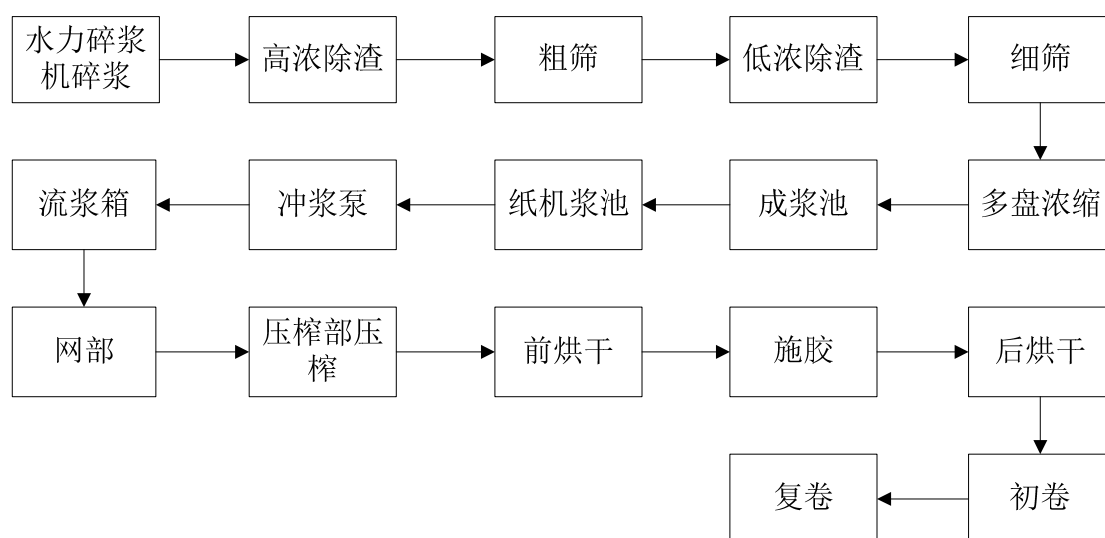 水力碎浆
机碎浆
高浓除渣
粗筛
低浓除渣
细筛
流浆箱
冲浆泵
纸机浆池
成浆池
多盘浓缩
网部
压榨部压
榨
前烘干
施胶
后烘干
复卷
初卷